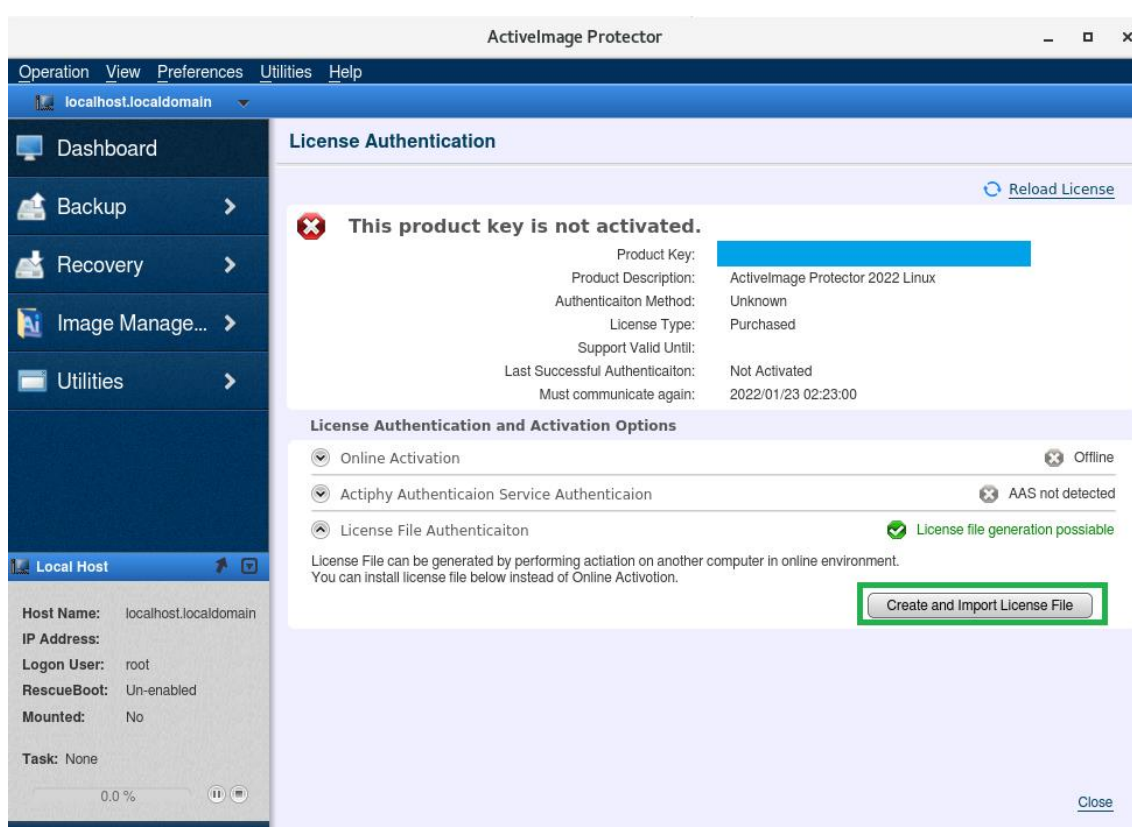 ActiveImage Protector
Operation View Preferences Utilities Help
localhost.localdomain
Dashboard
Backup
Recovery
Image Manage...
Utilities
Local Host
Host Name: localhost.localdomain
IP Address:
Logon User: root
RescueBoot: Un-enabled
Mounted: No
Task: None
0.0 %
License Authentication
Reload License
This product key is not activated.
Product Key:
Product Description: ActiveImage Protector 2022 Linux
Authenticaiton Method: Unknown
License Type: Purchased
Support Valid Until:
Last Successful Authenticaiton: Not Activated
Must communicate again: 2022/01/23 02:23:00
License Authentication and Activation Options
Online Activation Offline
Actiphy Authenticaion Service Authenticaion AAS not detected
License File Authenticaiton License file generation possiable
License File can be generated by performing actiation on another computer in online environment.
You can install license file below instead of Online Activotion.
Create and Import License File
Close